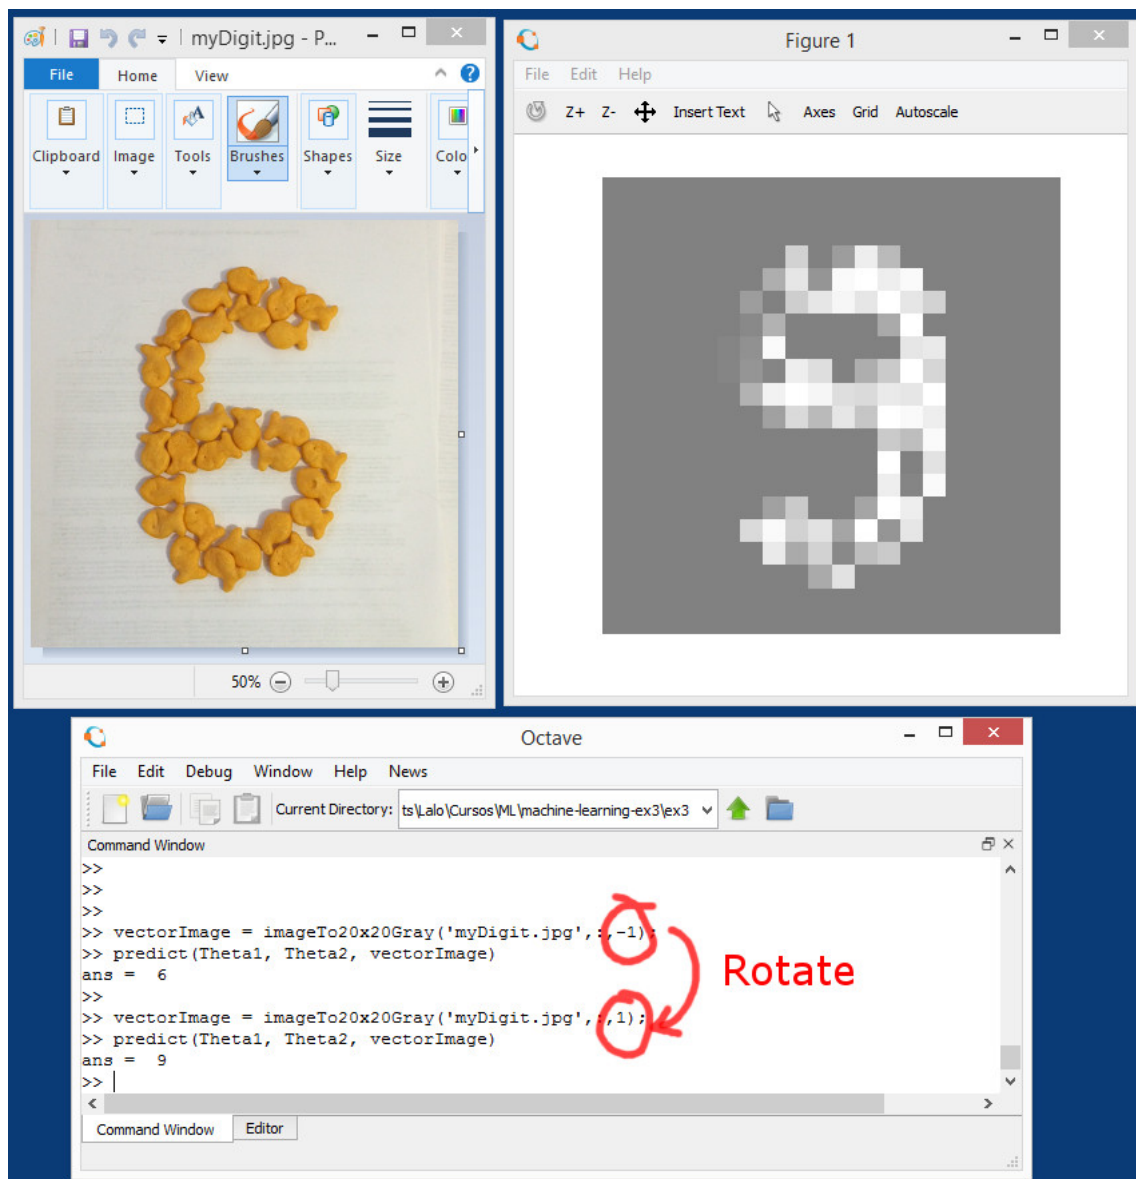 myDigit.jpg - P...
File Home View
Clipboard Image Tools Brushes Shapes Size Colo
50%
Figure 1
File Edit Help
Z+ Z- Insert Text Axes Grid Autoscale
Octave
File Edit Debug Window Help News
Current Directory: ts\Lalo\Cursos\ML\machine-learning-ex3\ex3
Command Window
>>
>>
>>
>> vectorImage = imageTo20x20Gray('myDigit.jpg',:,-1);
>> predict(Theta1, Theta2, vectorImage)
ans = 6
>>
>> vectorImage = imageTo20x20Gray('myDigit.jpg',:,1);
>> predict(Theta1, Theta2, vectorImage)
ans = 9
>>
Rotate
Command Window Editor